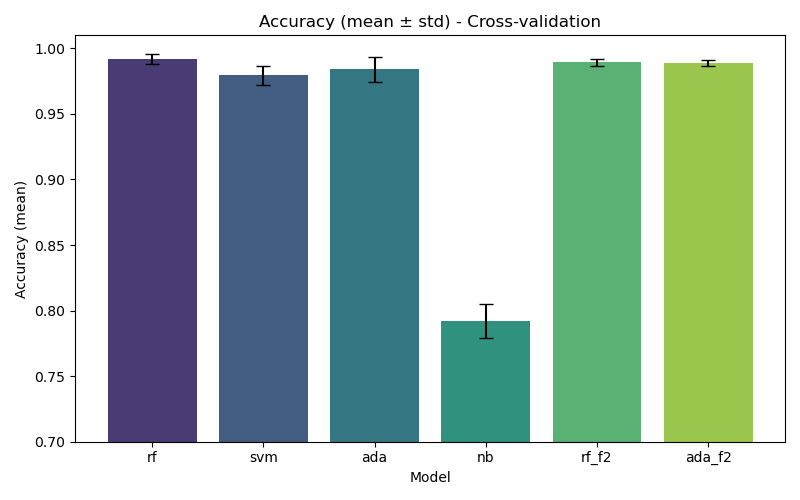 Accuracy (mean ± std) - Cross-validation
1.00
0.95
0.90
0.85
0.80
0.75
0.70
Accuracy (mean)
rf svm ada nb rf_f2 ada_f2
Model